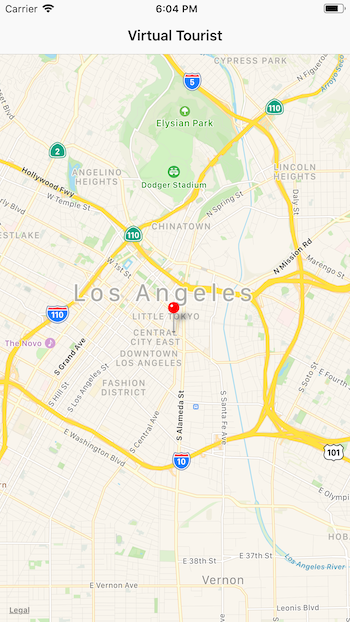 Carrier
6:04 PM
Virtual Tourist
CYPRESS PARK
N Figueroa
Arroyo Seco
5
110
Elysian Park
2
ANGELINO
HEIGHTS
LINCOLN
HEIGHTS
Dodger Stadium
Hollywood Fwy
W Temple St
Daly St
N Spring St
CHINATOWN
110
N Mission Rd
W 1st St
Marengo St
Los Angeles
110
LITTLE TOKYO
The Novo
CENTRAL
CITY EAST
S Grand Ave
DOWNTOWN
LOS ANGELES
S Soto St
E Fourth S
S Hill St
S Los Angeles St
FASHION
DISTRICT
S Alameda St
S Santa Fe Ave
S Central Ave
E Washington Blvd
10
101
E Olympic
HOB
E 38th St
E 37th St
Los Angeles River
E Vernon Ave
Vernon
Legal
Leonis Blvd